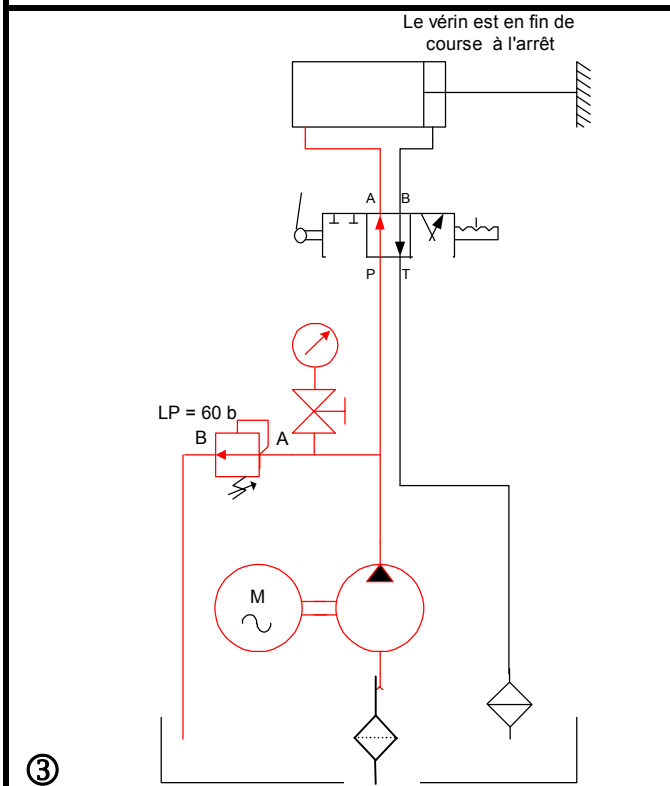 Le vérin est en fin de
course à l'arrêt
A B
P T
LP = 60 b
B A
M
③